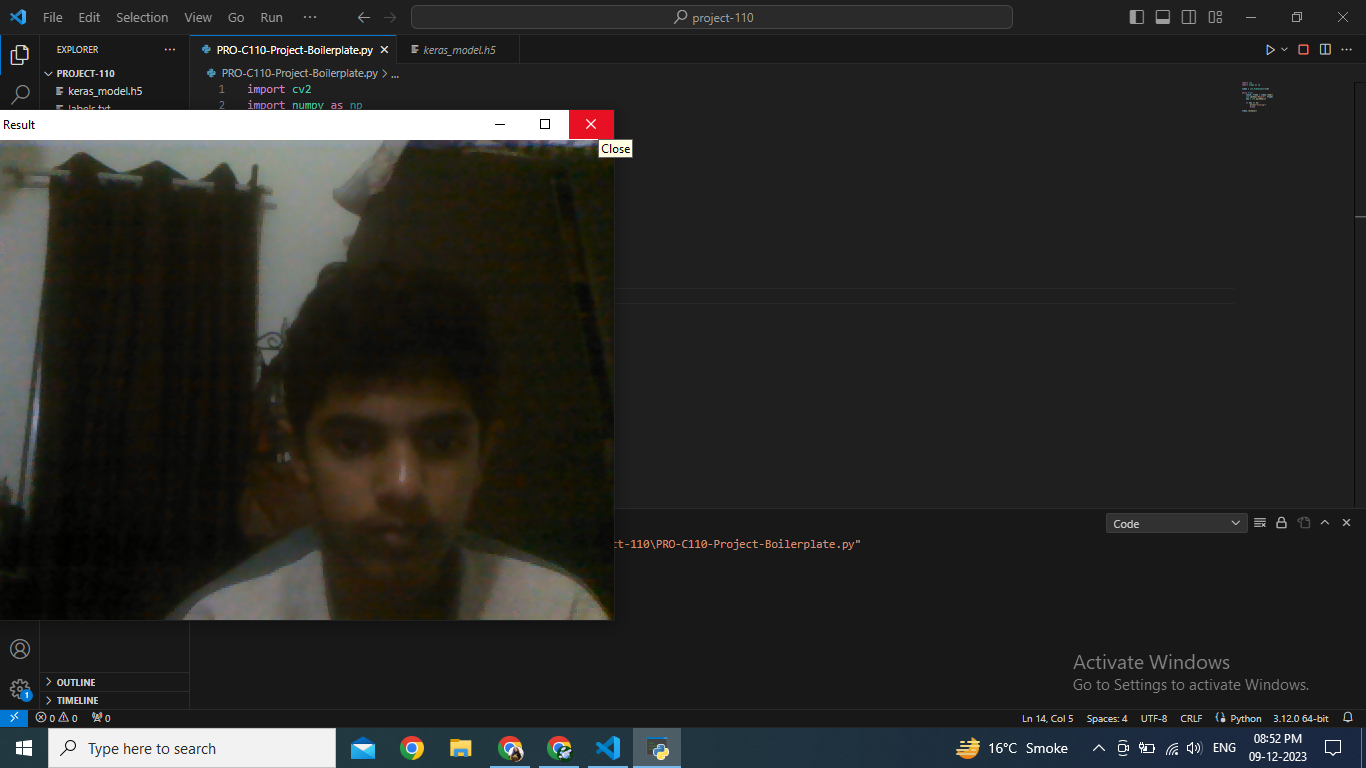 File Edit Selection View Go Run ···
project-110
EXPLORER ···
PRO-C110-Project-Boilerplate.py
keras_model.h5
PROJECT-110
PRO-C110-Project-Boilerplate.py > ...
keras_model.h5
1 import cv2
labels.txt
2 import numpy as np
Result
Close
Code
ct-110\PRO-C110-Project-Boilerplate.py"
OUTLINE
TIMELINE
Activate Windows
Go to Settings to activate Windows.
1
0 0 0
Ln 14, Col 5 Spaces: 4 UTF-8 CRLF Python 3.12.0 64-bit
Type here to search
16°C Smoke
ENG
08:52 PM
09-12-2023